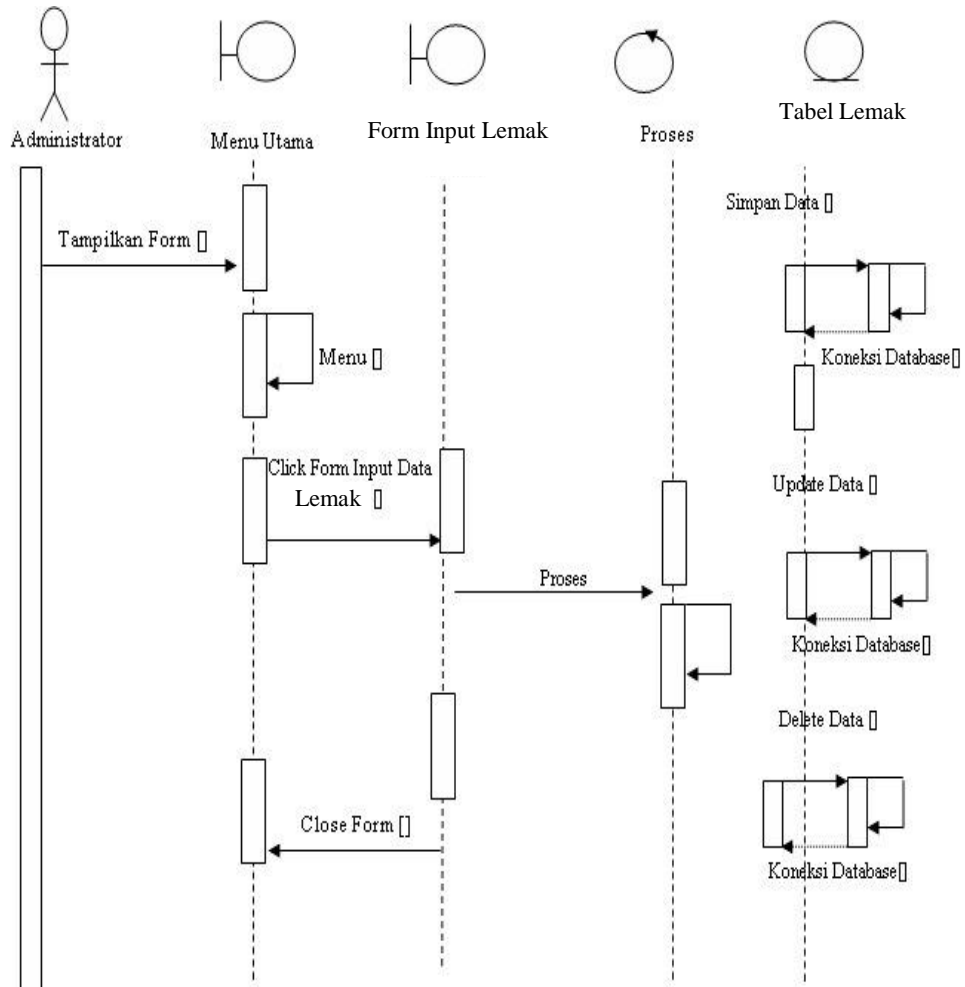 Administrator
Menu Utama
Form Input Lemak
Proses
Tabel Lemak
Simpan Data []
Tampilkan Form []
Menu []
Koneksi Database[]
Click Form Input Data
Lemak []
Update Data []
Proses
Koneksi Database[]
Delete Data []
Close Form []
Koneksi Database[]